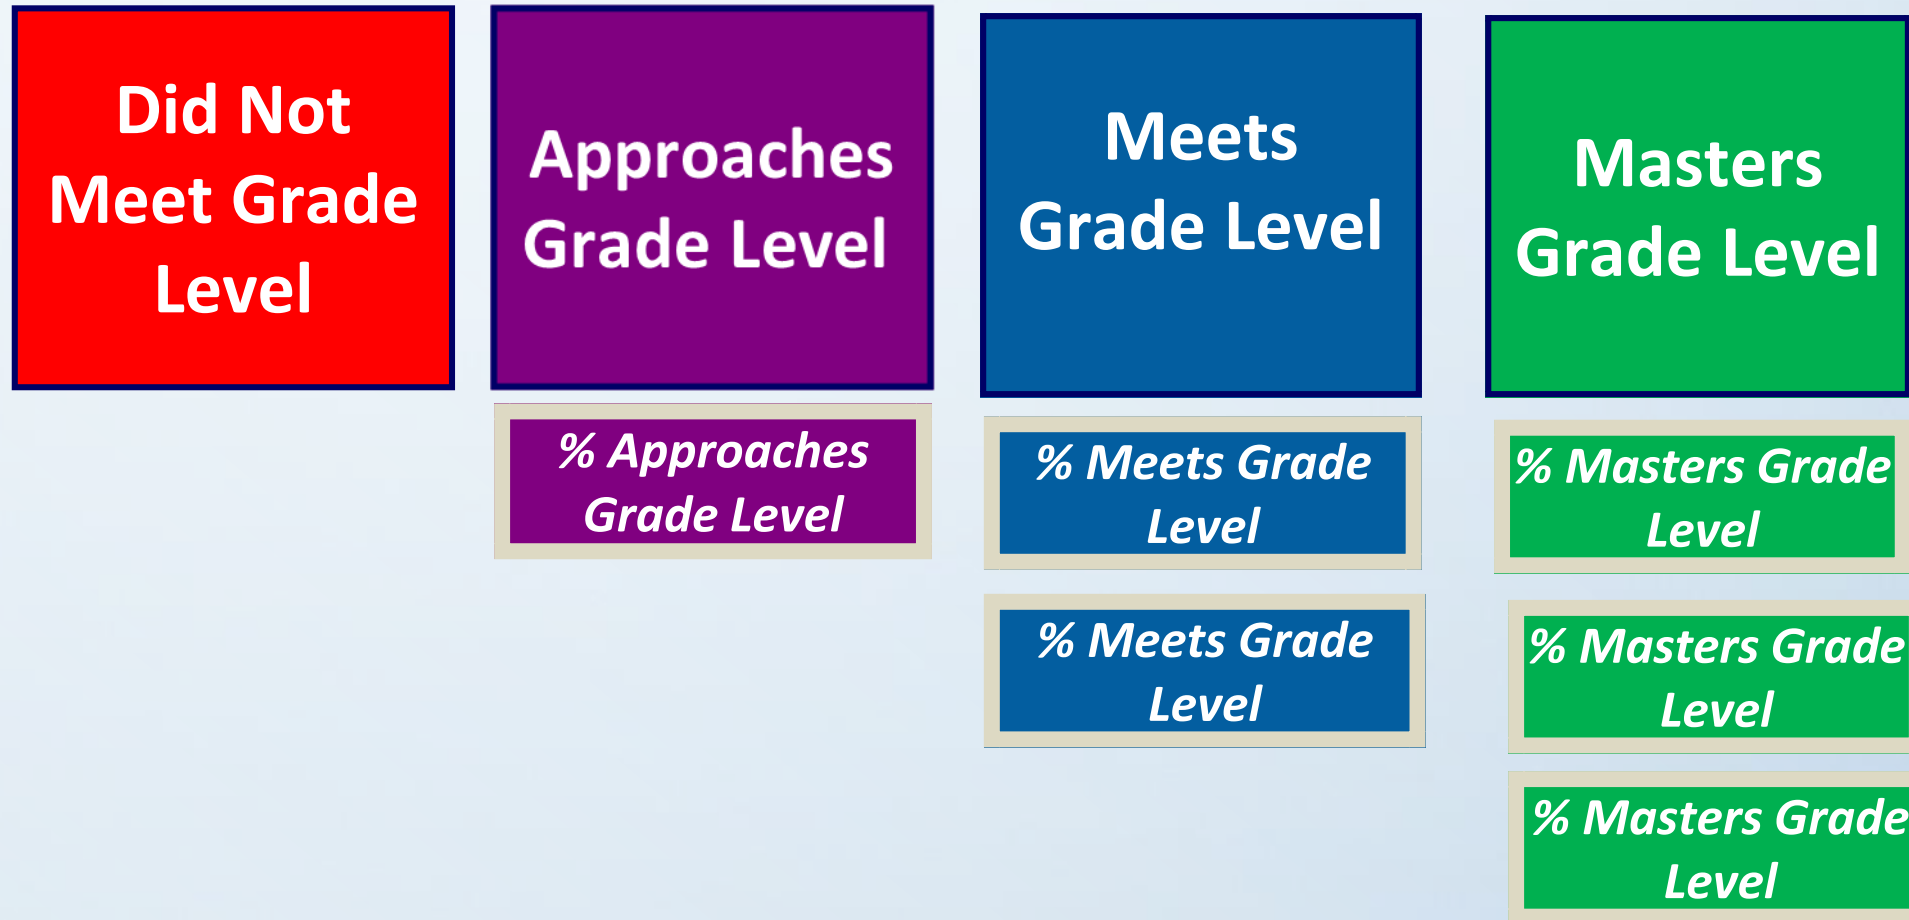 Did Not
Meet Grade
Level
Approaches
Grade Level
Meets
Grade Level
Masters
Grade Level
% Approaches
Grade Level
% Meets Grade
Level
% Masters Grade
Level
% Meets Grade
Level
% Masters Grade
Level
% Masters Grade
Level